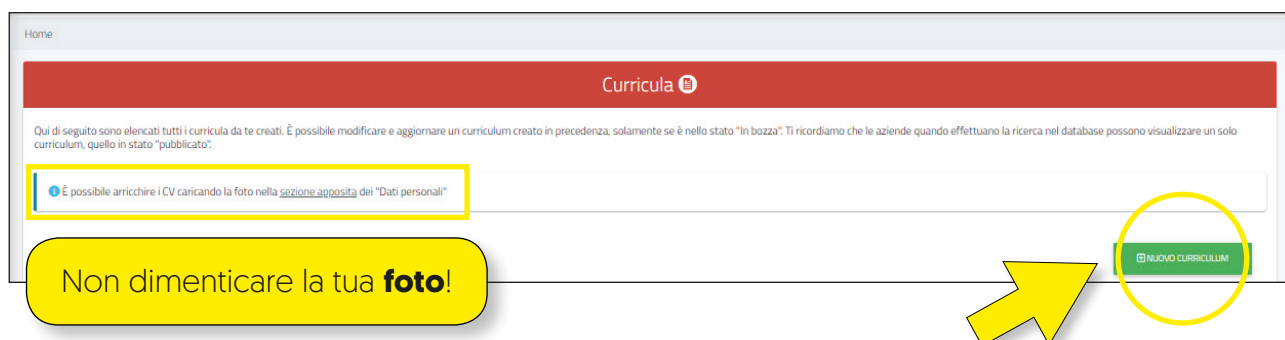 Home
Curricula
Qui di seguito sono elencati tutti i curricula da te creati. È possibile modificare e aggiornare un curriculum creato in precedenza, solamente se è nello stato "In bozza". Ti ricordiamo che le aziende quando effettuano la ricerca nel database possono visualizzare un solo
curriculum, quello in stato "pubblicato".
È possibile arricchire i CV caricando la foto nella sezione apposita dei "Dati personali"
NUOVO CURRICULUM
Non dimenticare la tua foto!